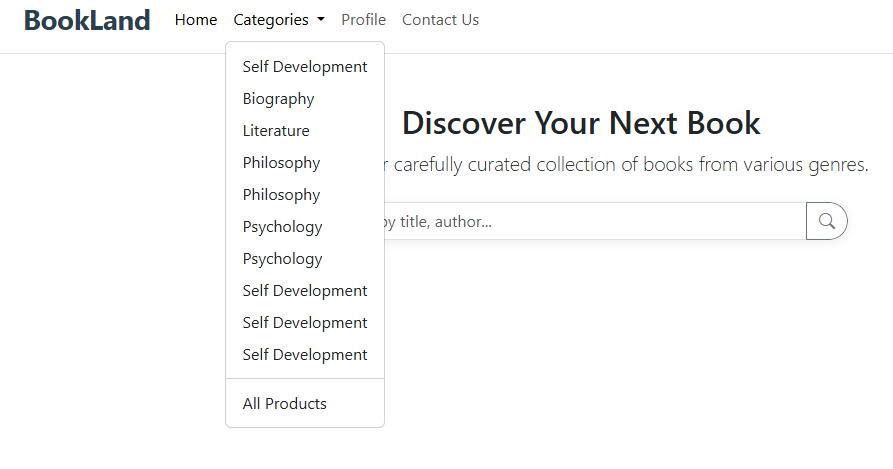 BookLand Home Categories Profile Contact Us
Self Development
Biography
Literature
Philosophy
Philosophy
Psychology
Psychology
Self Development
Self Development
Self Development
All Products
Discover Your Next Book
carefully curated collection of books from various genres.
by title, author...